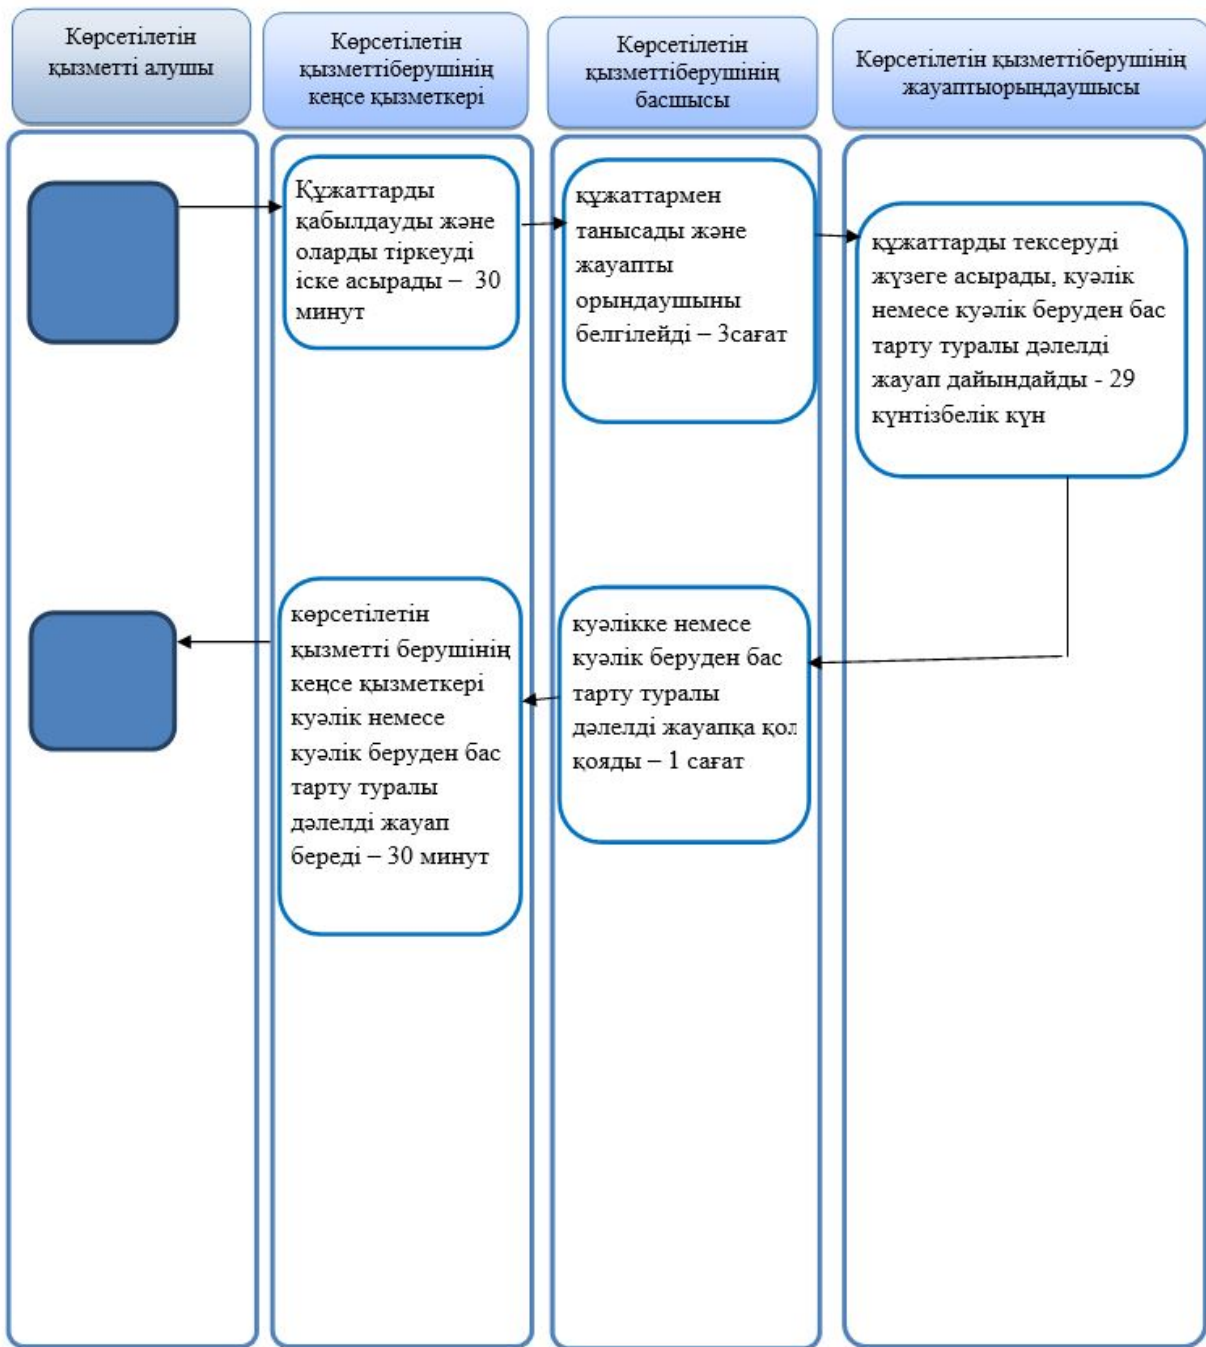 Көрсетілетін
қызметті алушы
Көрсетілетін
қызметтіберушінің
кеңсе қызметкері
Көрсетілетін
қызметтіберушінің
басшысы
Көрсетілетін қызметтіберушінің
жауаптыорындаушысы
Құжаттарды
қабылдауды және
оларды тіркеуді
іске асырады – 30
минут
құжаттармен
танысады және
жауапты
орындаушыны
белгілейді – 3сағат
құжаттарды тексеруді
жүзеге асырады, куәлік
немесе куәлік беруден бас
тарту туралы дәлелді
жауап дайындайды - 29
күнтізбелік күн
көрсетілетін
қызметті берушінің
кеңсе қызметкері
куәлік немесе
куәлік беруден бас
тарту туралы
дәлелді жауап
береді – 30 минут
куәлікке немесе
куәлік беруден бас
тарту туралы
дәлелді жауапқа қол
қояды – 1 сағат